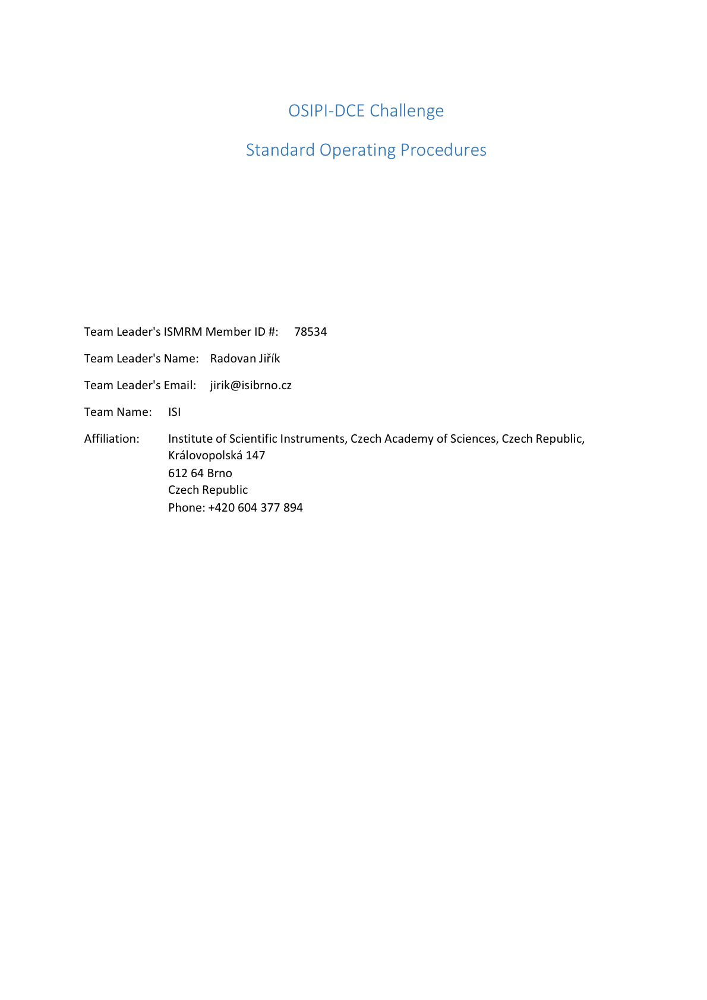 OSIPI-DCE Challenge
Standard Operating Procedures
Team Leader's ISMRM Member ID #: 78534
Team Leader's Name: Radovan Jiřík
Team Leader's Email: jirik@isibrno.cz
Team Name: ISI
Affiliation: Institute of Scientific Instruments, Czech Academy of Sciences, Czech Republic,
Královopolská 147
612 64 Brno
Czech Republic
Phone: +420 604 377 894